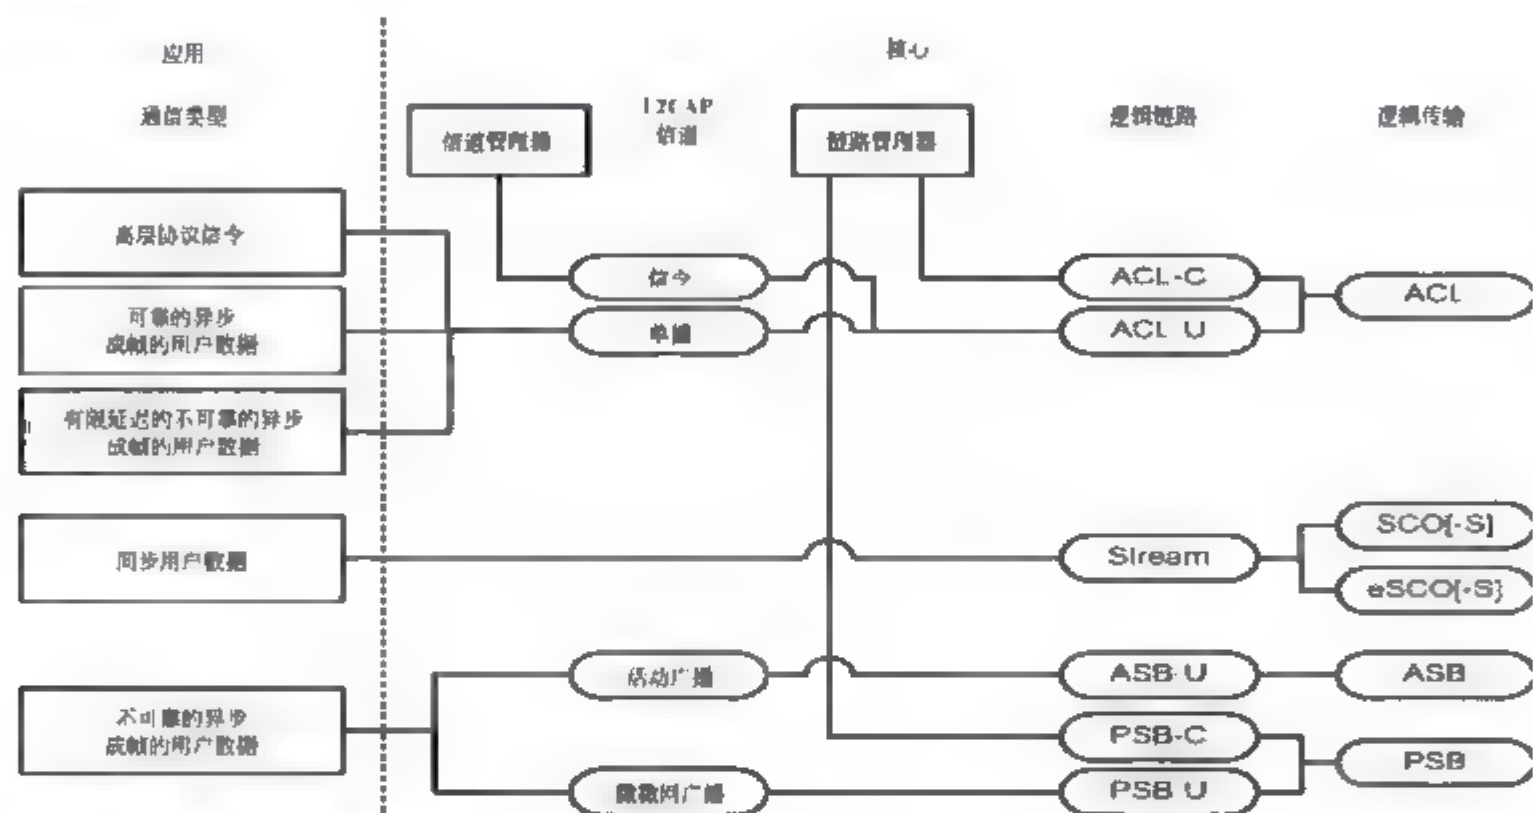 应用
核心
通信类型
信道管理器
L2CAP
信道
链路管理器
逻辑链路
逻辑传输
高层协议信令
信令
ACL-C
ACL
可靠的异步
成帧的用户数据
单播
ACL-U
有限延迟的不可靠的异步
成帧的用户数据
同步用户数据
Stream
SCO[-S]
eSCO[-S]
活动广播
ASB-U
ASB
不可靠的异步
成帧的用户数据
PSB-C
PSB
微微网广播
PSB-U